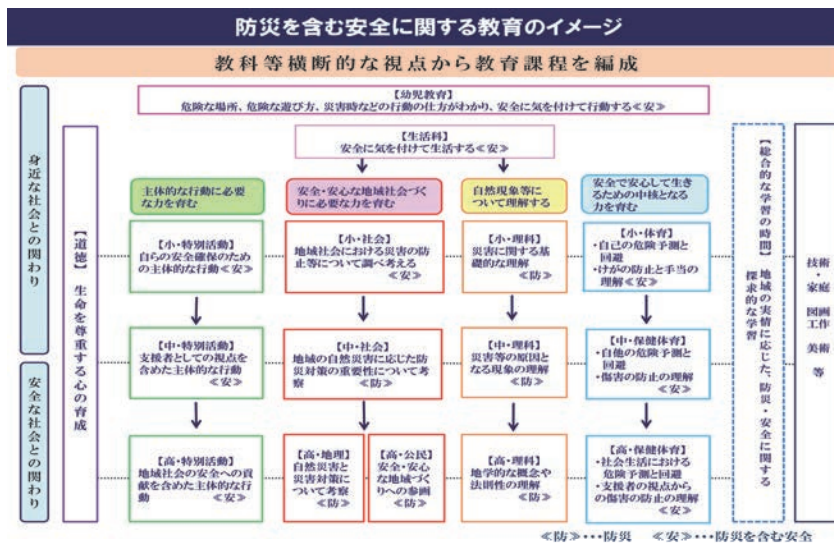 防災を含む安全に関する教育のイメージ
教科等横断的な視点から教育課程を編成
【幼児教育】
危険な場所、危険な遊び方、災害時などの行動の仕方がわかり、安全に気を付けて行動する≪安≫
【生活科】
安全に気を付けて生活する≪安≫
身近な社会との関わり
安全な社会との関わり
【道徳】 生命を尊重する心の育成
主体的な行動に必要
な力を育む
【小・特別活動】
自らの安全確保のため
の主体的な行動≪安≫
【中・特別活動】
支援者としての視点を
含めた主体的な行動
≪安≫
【高・特別活動】
地域社会の安全への貢
献を含めた主体的な行
動 ≪安≫
安全・安心な地域社会づく
りに必要な力を育む
【小・社会】
地域社会における災害の防
止等について調べ考える
≪安≫
【中・社会】
地域の自然災害に応じた防
災対策の重要性について考
察 ≪防≫
【高・地理】
自然災害と
災害対策に
ついて考察
≪防≫
【高・公民】
安全・安心
な地域づく
りへの参画
≪防≫
自然現象等に
ついて理解する
【小・理科】
災害に関する基
礎的な理解
≪防≫
【中・理科】
災害等の原因と
なる現象の理解
≪防≫
【高・理科】
地学的な概念や
法則性の理解
≪防≫
安全で安心して生き
るための中核となる
力を育む
【小・体育】
・自己の危険予測と
回避
・けがの防止と手当の
理解≪安≫
【中・保健体育】
・自他の危険予測と
回避
・傷害の防止の理解
≪安≫
【高・保健体育】
・社会生活における
危険予測と回避
・支援者の視点から
の傷害の防止の理解
≪安≫
【総合的な学習の時間】 地域の実情に応じた、防災・安全に関する
探求的な学習
技術・家庭
図画工作
美術
等
≪防≫・・・防災 ≪安≫・・・防災を含む安全